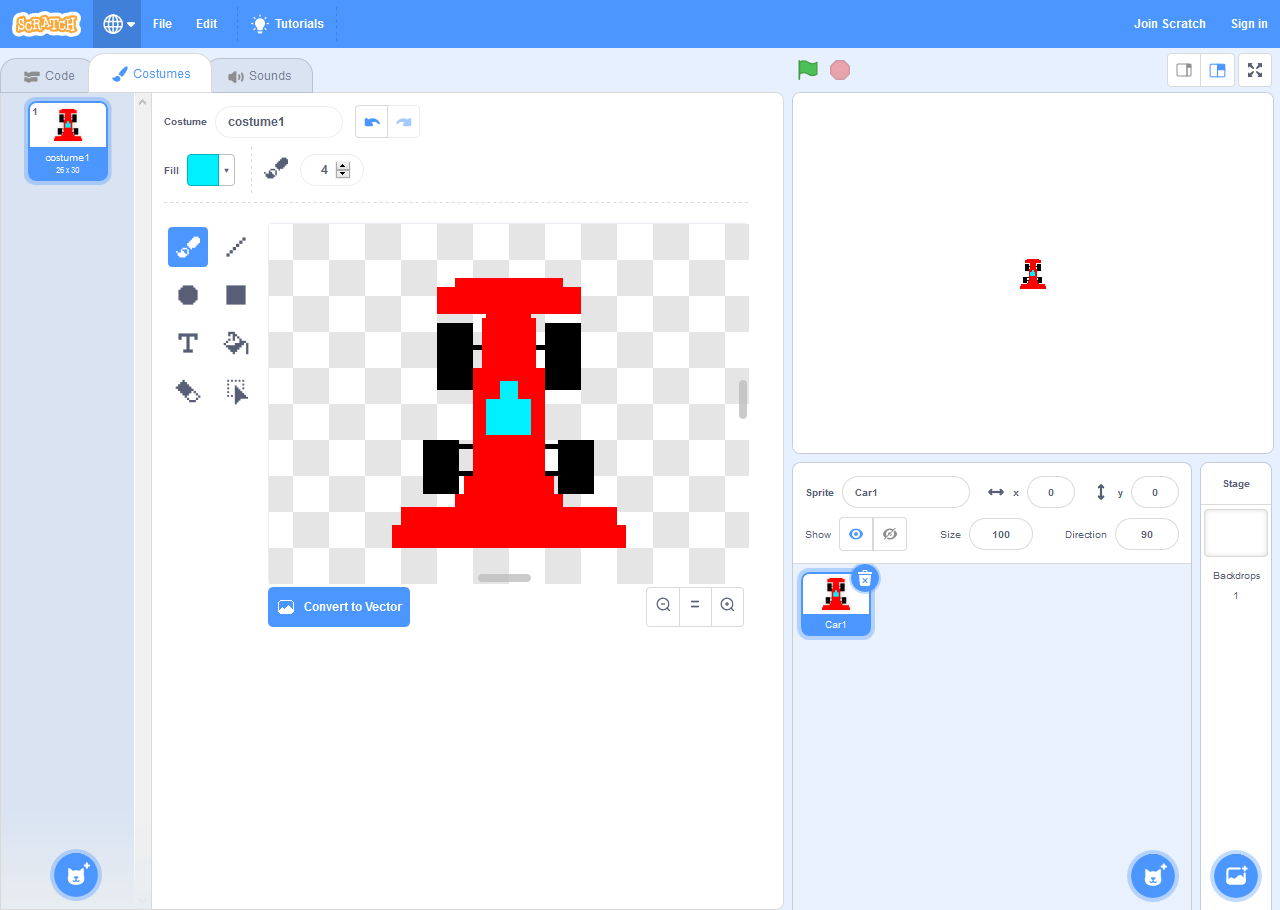 SCRATCH File Edit Tutorials Join Scratch Sign in
Code Costumes Sounds
1
costume1
26 x 30
Costume costume1
Fill 4
T
Convert to Vector
Sprite Car1 x 0 y 0
Show Size 100 Direction 90
Car1
Stage
Backdrops
1